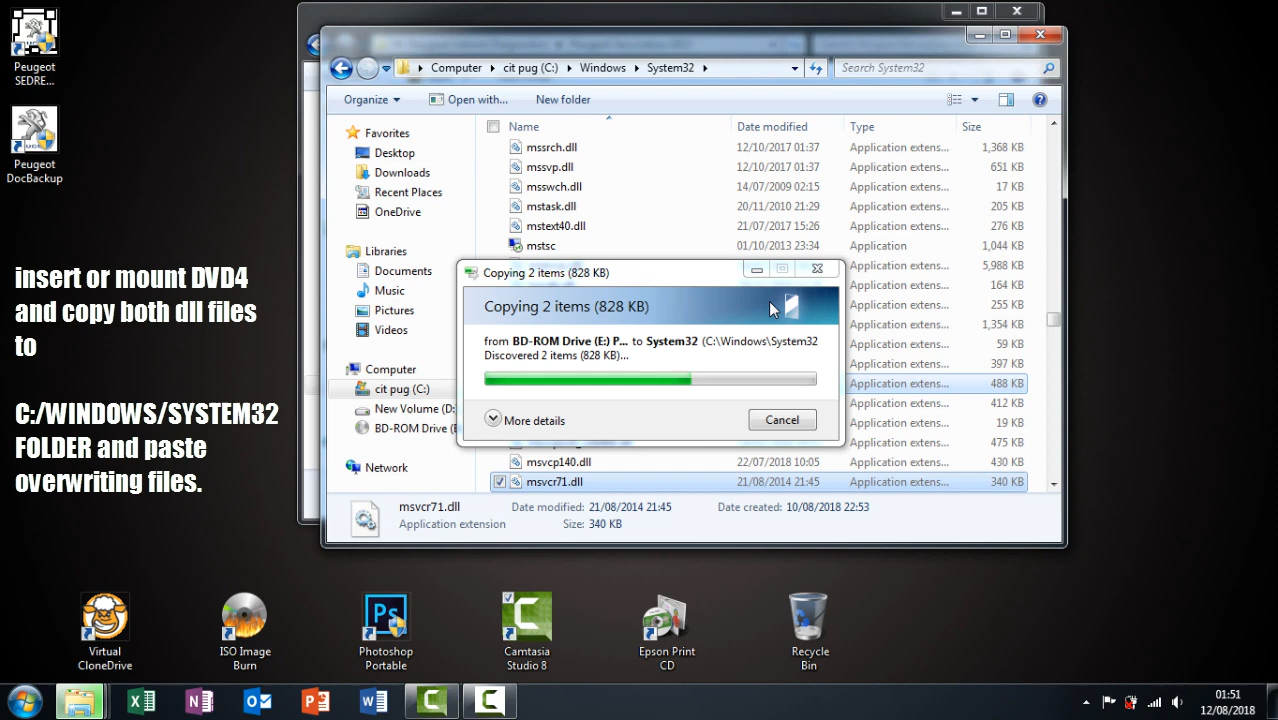 Peugeot
SEDRE...
Peugeot
DocBackup
insert or mount DVD4
and copy both dll files
to
C:/WINDOWS/SYSTEM32
FOLDER and paste
overwriting files.
Computer cit pug (C:) Windows System32
Search System32
Organize Open with... New folder
Favorites
Desktop
Downloads
Recent Places
OneDrive
Libraries
Documents
Music
Pictures
Videos
Computer
cit pug (C:)
New Volume (D:
BD-ROM Drive (E
Network
Name Date modified Type Size
mssrch.dll 12/10/2017 01:37 Application extens... 1,368 KB
mssvp.dll 12/10/2017 01:37 Application extens... 651 KB
msswch.dll 14/07/2009 02:15 Application extens... 17 KB
mstask.dll 20/11/2010 21:29 Application extens... 205 KB
mstext40.dll 21/07/2017 15:26 Application extens... 276 KB
mstsc 01/10/2013 23:34 Application 1,044 KB
Application extens... 5,988 KB
Application extens... 164 KB
Application extens... 255 KB
Application extens... 1,354 KB
Application extens... 59 KB
Application extens... 397 KB
Application extens... 488 KB
Application extens... 412 KB
Application extens... 19 KB
Application extens... 475 KB
msvcp140.dll 22/07/2018 10:05 Application extens... 430 KB
msvcr71.dll 21/08/2014 21:45 Application extens... 340 KB
Copying 2 items (828 KB)
Copying 2 items (828 KB)
from BD-ROM Drive (E:) P... to System32 (C:\Windows\System32
Discovered 2 items (828 KB)...
More details Cancel
msvcr71.dll Date modified: 21/08/2014 21:45 Date created: 10/08/2018 22:53
Application extension Size: 340 KB
Virtual
CloneDrive
ISO Image
Burn
Ps
Photoshop
Portable
Camtasia
Studio 8
Epson Print
CD
Recycle
Bin
01:51
12/08/2018